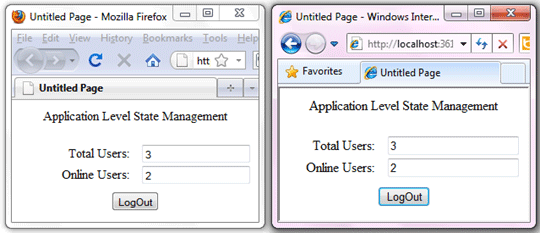 Untitled Page - Mozilla Firefox
File Edit View History Bookmarks Tools Help
htt
Untitled Page
Application Level State Management
Total Users: 3
Online Users: 2
LogOut
Untitled Page - Windows Inter...
http://localhost:361
Favorites
Untitled Page
Application Level State Management
Total Users: 3
Online Users: 2
LogOut